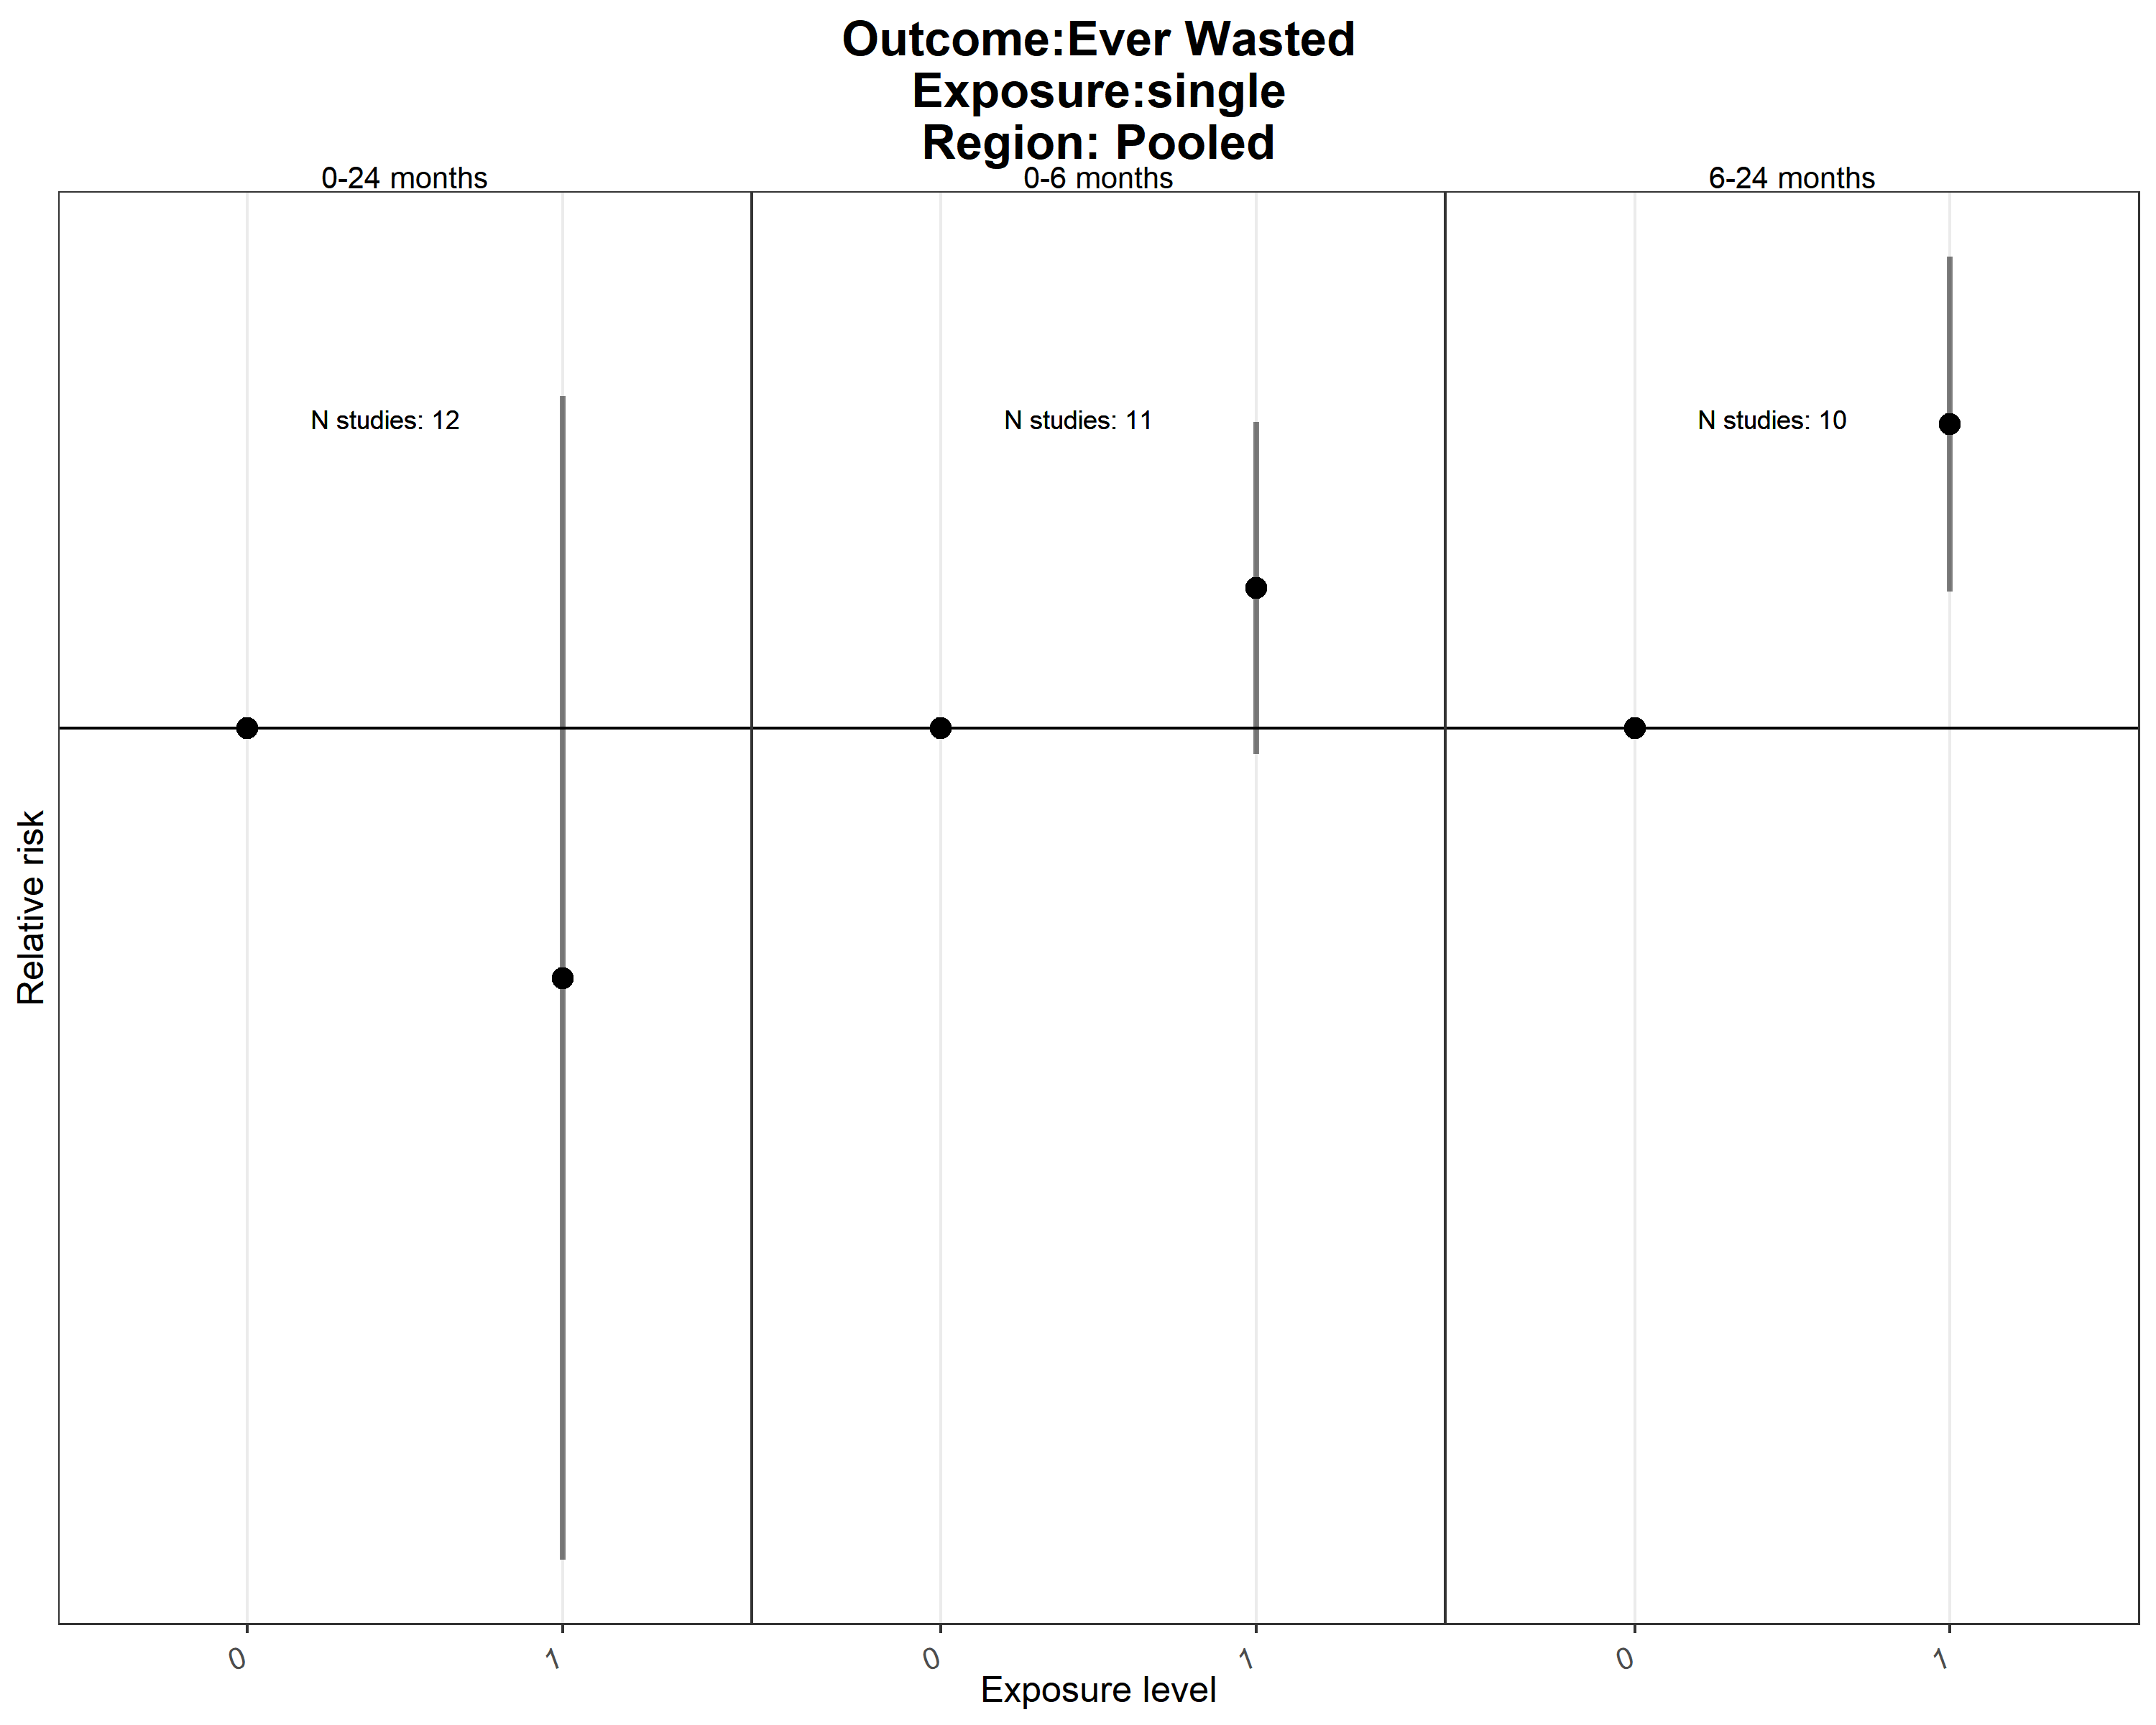 Outcome:Ever Wasted
Exposure:single
Region: Pooled
0-24 months
0-6 months
6-24 months
N studies: 12
N studies: 11
N studies: 10
Relative risk
0
1
0
1
0
1
Exposure level